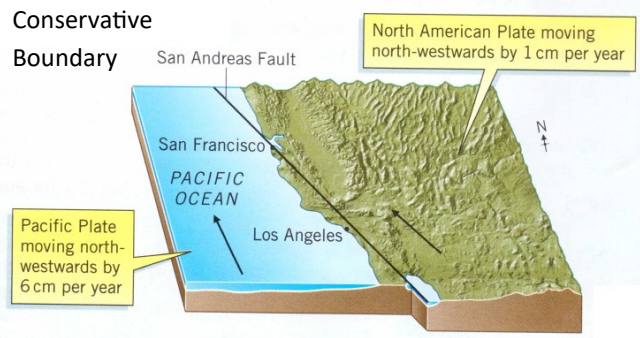 Conservative
Boundary
San Andreas Fault
North American Plate moving
north-westwards by 1 cm per year
N
San Francisco
PACIFIC
OCEAN
Los Angeles
Pacific Plate
moving north-
westwards by
6 cm per year